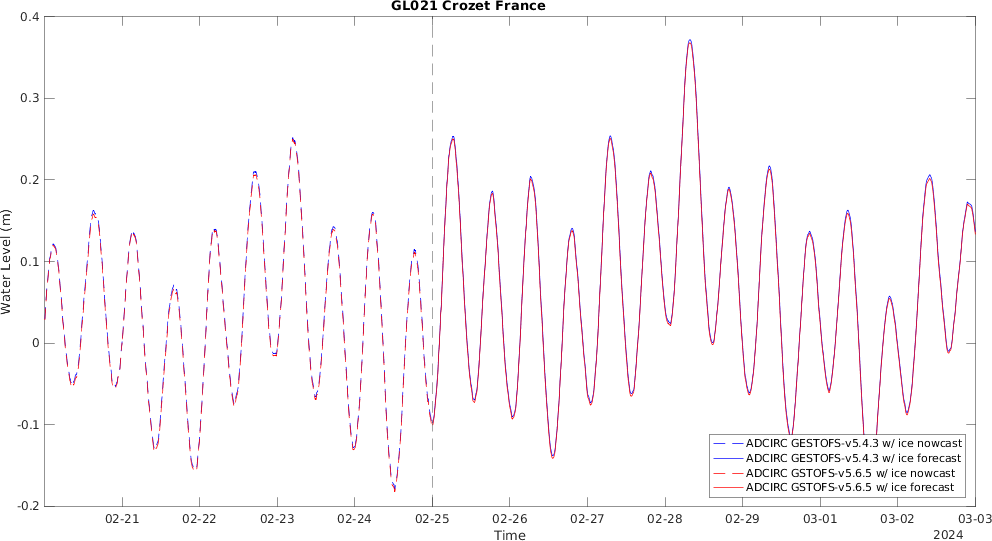 GL021 Crozet France
0.4
0.3
0.2
0.1
0
-0.1
-0.2
Water Level (m)
ADCIRC GESTOFS-v5.4.3 w/ ice nowcast
ADCIRC GESTOFS-v5.4.3 w/ ice forecast
ADCIRC GSTOFS-v5.6.5 w/ ice nowcast
ADCIRC GSTOFS-v5.6.5 w/ ice forecast
02-21 02-22 02-23 02-24 02-25 02-26 02-27 02-28 02-29 03-01 03-02 03-03
Time 2024